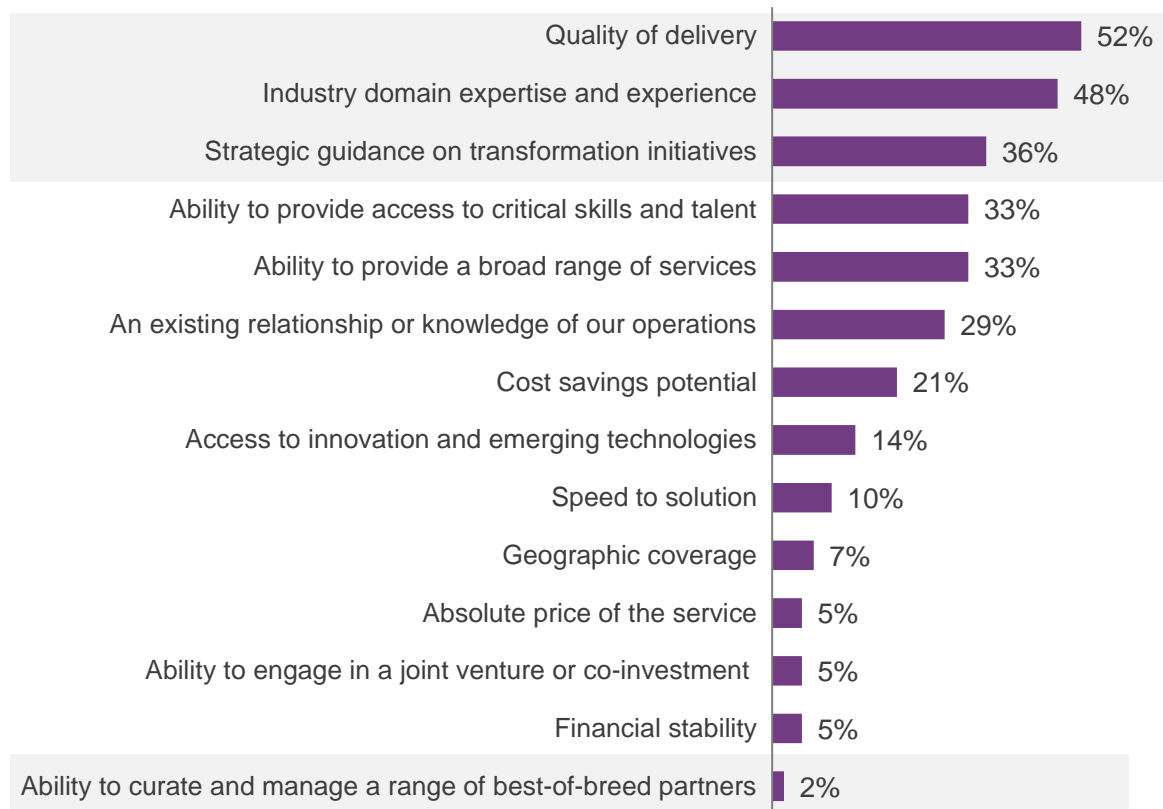 Quality of delivery 52%
Industry domain expertise and experience 48%
Strategic guidance on transformation initiatives 36%
Ability to provide access to critical skills and talent 33%
Ability to provide a broad range of services 33%
An existing relationship or knowledge of our operations 29%
Cost savings potential 21%
Access to innovation and emerging technologies 14%
Speed to solution 10%
Geographic coverage 7%
Absolute price of the service 5%
Ability to engage in a joint venture or co-investment 5%
Financial stability 5%
Ability to curate and manage a range of best-of-breed partners 2%